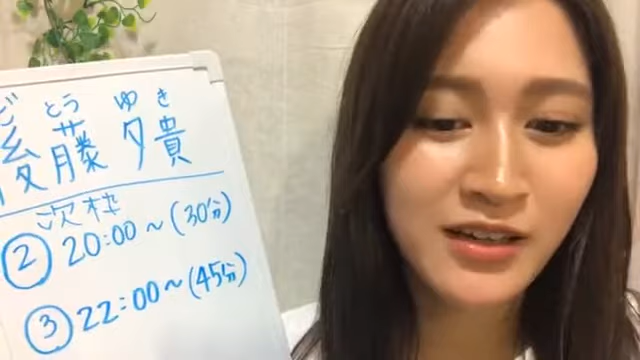 ご とう ゆ き
後藤 夕貴
次枠
② 20:00 ~ (30分)
③ 22:00 ~ (45分)